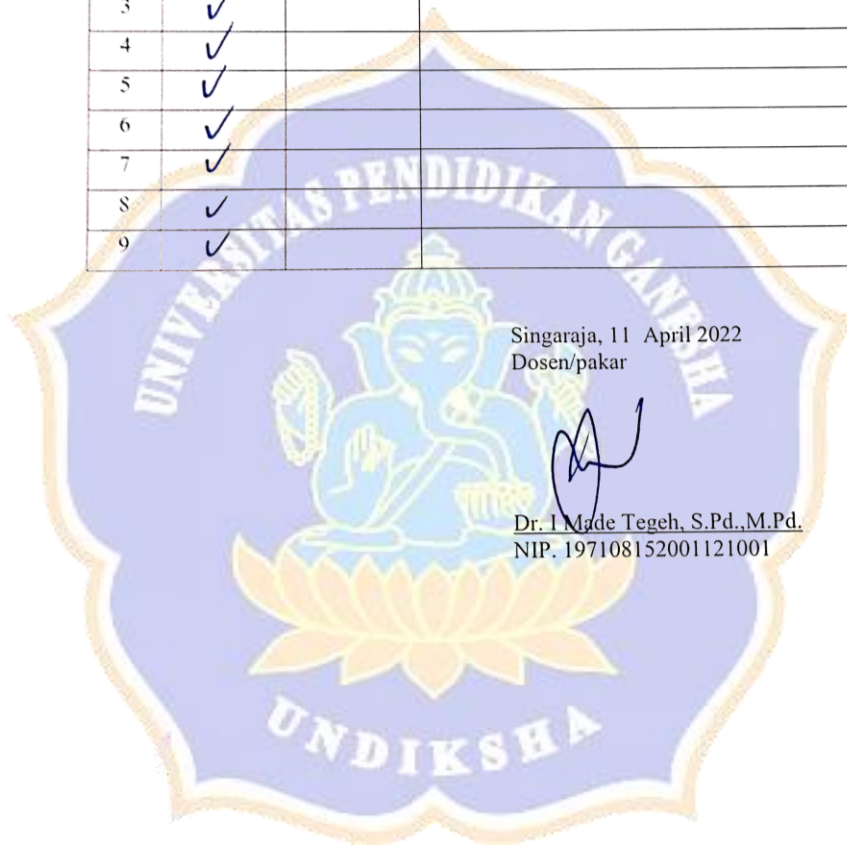 3 ✓
4 ✓
5 ✓
6 ✓
7 ✓
8 ✓
9 ✓
UNIVERSITAS PENDIDIKAN GANESHA
Singaraja, 11 April 2022
Dosen/pakar
Dr. I Made Tegeh, S.Pd.,M.Pd.
NIP. 197108152001121001
UNDIKSHA